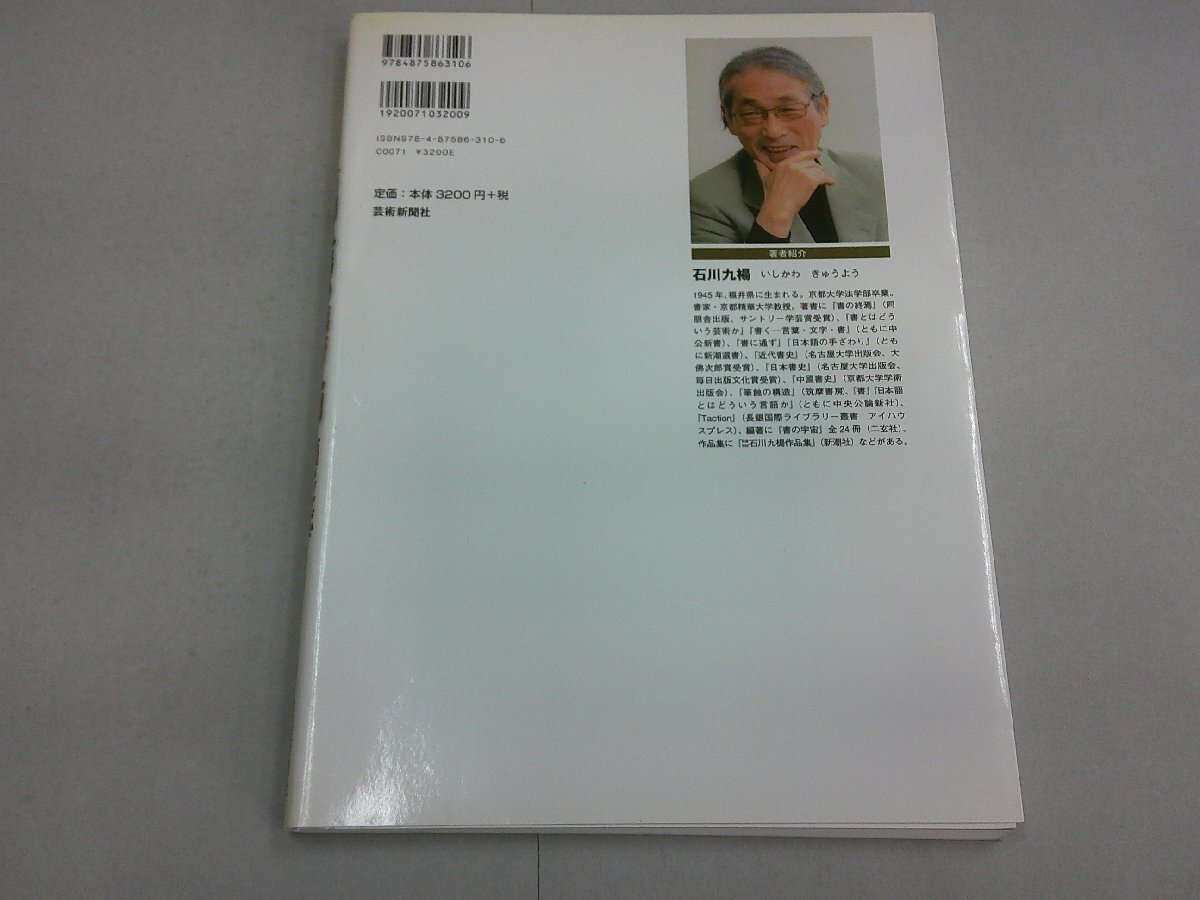 9784875863106
1920071032009
ISBN978-4-87586-310-6
C0071 ¥3200E
定価：本体3200円+税
芸術新聞社
著者紹介
石川九楊 いしかわ きゅうよう
1945年、福井県に生まれる。京都大学法学部卒業。
書家・京都精華大学教授。著書に『書の終焉』（同
朋舎出版、サントリー学芸賞受賞）、『書とはどう
いう芸術か』『書く―言葉・文字・書』（ともに中
公新書）、『書に通ず』『日本語の手ざわり』（とも
に新潮選書）、『近代書史』（名古屋大学出版会、大
佛次郎賞受賞）、『日本書史』（名古屋大学出版会、
毎日出版文化賞受賞）、『中國書史』（京都大学学術
出版会）、『筆蝕の構造』（筑摩書房）、『書』『日本語
とはどういう言語か』（ともに中央公論新社）、
『Taction』（長銀国際ライブラリー叢書 アイハウ
スプレス）、編著に『書の宇宙』全24冊（二玄社）、
作品集に『石川九楊作品集』（新潮社）などがある。